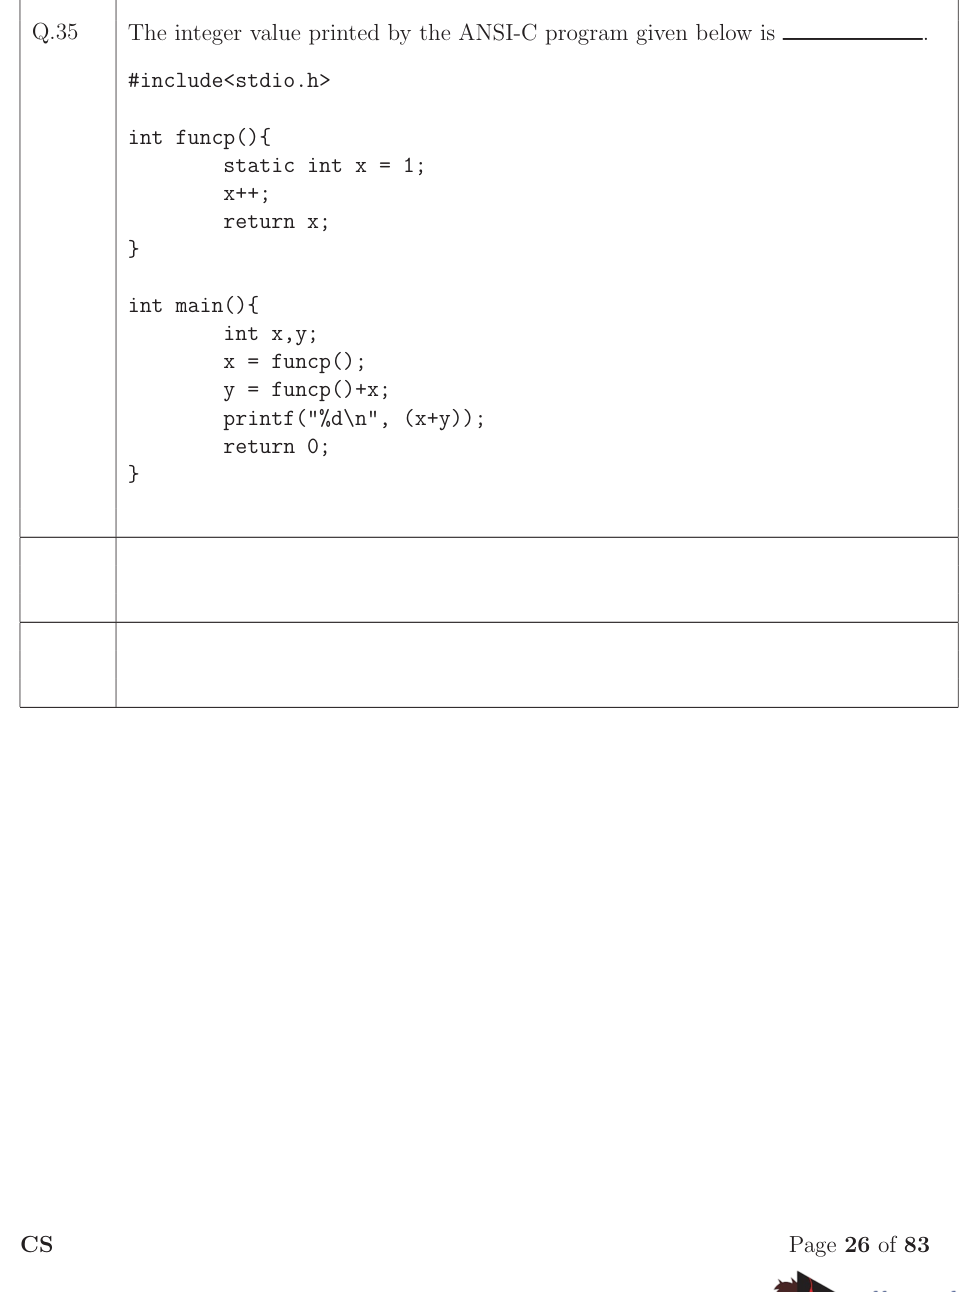 Q.35 The integer value printed by the ANSI-C program given below is ___________.
#include<stdio.h>
int funcp(){
static int x = 1;
x++;
return x;
}
int main(){
int x,y;
x = funcp();
y = funcp()+x;
printf("%d\n", (x+y));
return 0;
}
CS Page 26 of 83